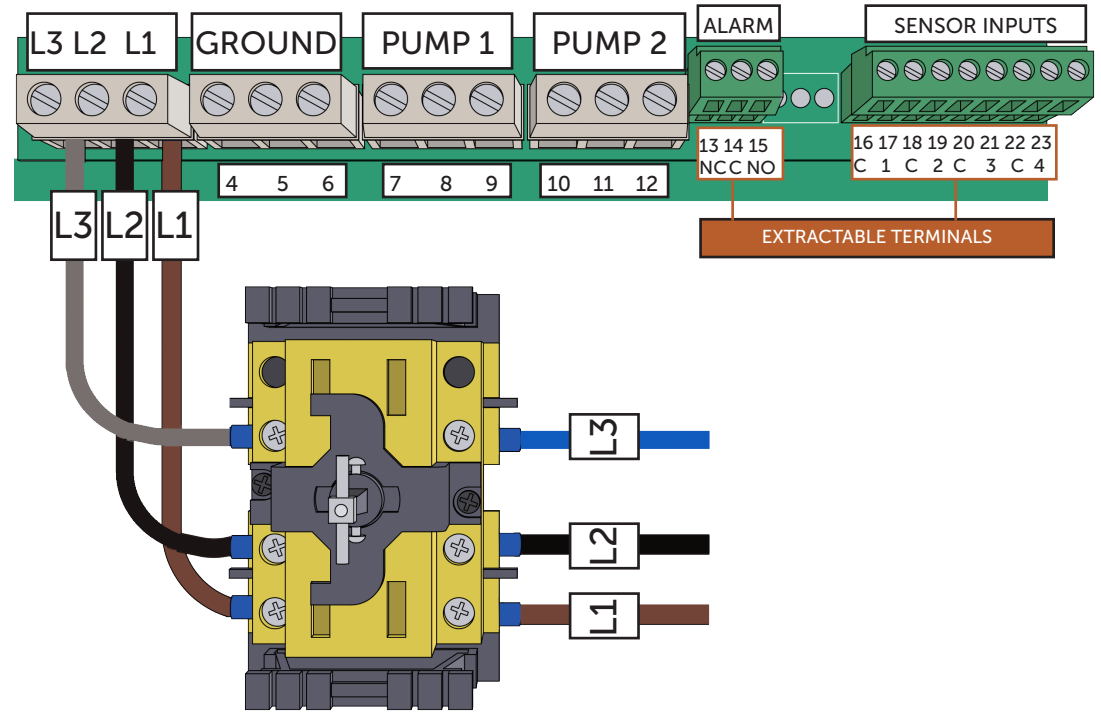 ALARM
SENSOR INPUTS
L3 L2 L1
GROUND
PUMP 1
PUMP 2
13 14 15
NC C NO
16 17 18 19 20 21 22 23
C 1 C 2 C 3 C 4
4 5 6
7 8 9
10 11 12
L3
L2
L1
EXTRACTABLE TERMINALS
L3
L2
L1